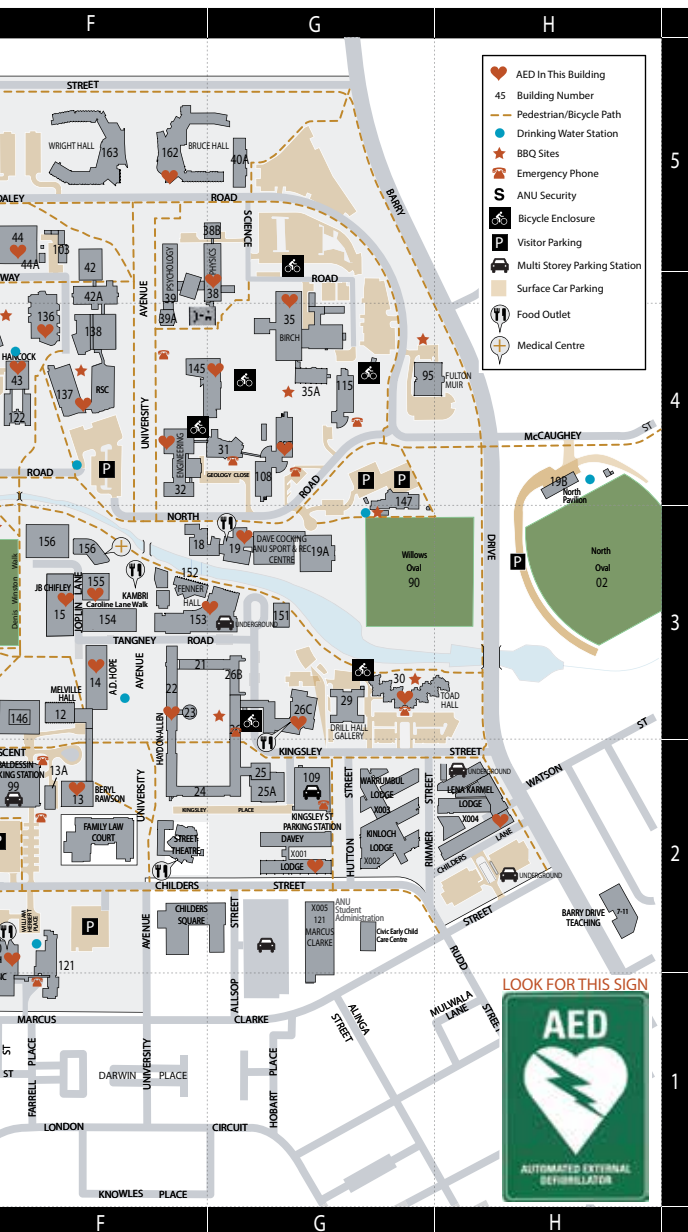 F
G
H
STREET
AED In This Building
45
Building Number
Pedestrian/Bicycle Path
Drinking Water Station
BBQ Sites
Emergency Phone
S
ANU Security
Bicycle Enclosure
P
Visitor Parking
Multi Storey Parking Station
Surface Car Parking
Food Outlet
Medical Centre
WRIGHT HALL
163
162
BRUCE HALL
40A
5
DALEY
ROAD
BARRY
SCIENCE
44
44A
103
42
38B
PSYCHOLOGY
39
PHYSICS
38
WAY
ROAD
AVENUE
42A
39A
136
138
35
BIRCH
HANCOCK
43
RSC
137
122
145
35A
115
95
FULTON
MUIR
4
UNIVERSITY
McCAUGHEY
ST
ENGINEERING
31
GEOLOGY CLOSE
108
32
ROAD
P
ROAD
P
P
147
19B
North
Pavilion
NORTH
156
156
18
19
DAVE COCKING
ANU SPORT & REC
CENTRE
19A
Willows
Oval
90
DRIVE
P
North
Oval
02
Denis Winston Walk
JB CHIFLEY
15
JOPLIN LANE
155
Caroline Lane Walk
154
KAMBRI
152
FENNER
HALL
153
UNDERGROUND
151
3
TANGNEY
ROAD
14
A.D. HOPE
AVENUE
21
22
26B
23
HAYDON-ALLEN
26C
29
DRILL HALL
GALLERY
30
TOAD
HALL
MELVILLE
HALL
146
12
KINGSLEY
STREET
WATSON
ST
13A
99
13
BERYL
RAWSON
UNIVERSITY
24
25
25A
KINGSLEY
PLACE
109
KINGSLEY ST
PARKING STATION
STREET
WARRUMBUL
LODGE
X003
KINLOCH
LODGE
X002
HUTTON
STREET
RIMMER
UNDERGROUND
LENA KARMEL
LODGE
X004
LANE
CHILDERS
UNDERGROUND
2
FAMILY LAW
COURT
STREET
THEATRE
DAVEY
X001
LODGE
CHILDERS
STREET
STREET
WILLIAM
HERBERT
PLACE
P
121
AVENUE
CHILDERS
SQUARE
STREET
ALLSOP
X005
121
MARCUS
CLARKE
ANU
Student
Administration
Civic Early Child
Care Centre
RUDD
BARRY DRIVE
TEACHING
7-11
MARCUS
CLARKE
ALINGA
STREET
MULWALA
LANE
LOOK FOR THIS SIGN
AED
AUTOMATED EXTERNAL
DEFIBRILLATOR
ST
ST
FARRELL
PLACE
DARWIN
PLACE
UNIVERSITY
HOBART
PLACE
1
LONDON
CIRCUIT
KNOWLES
PLACE
F
G
H